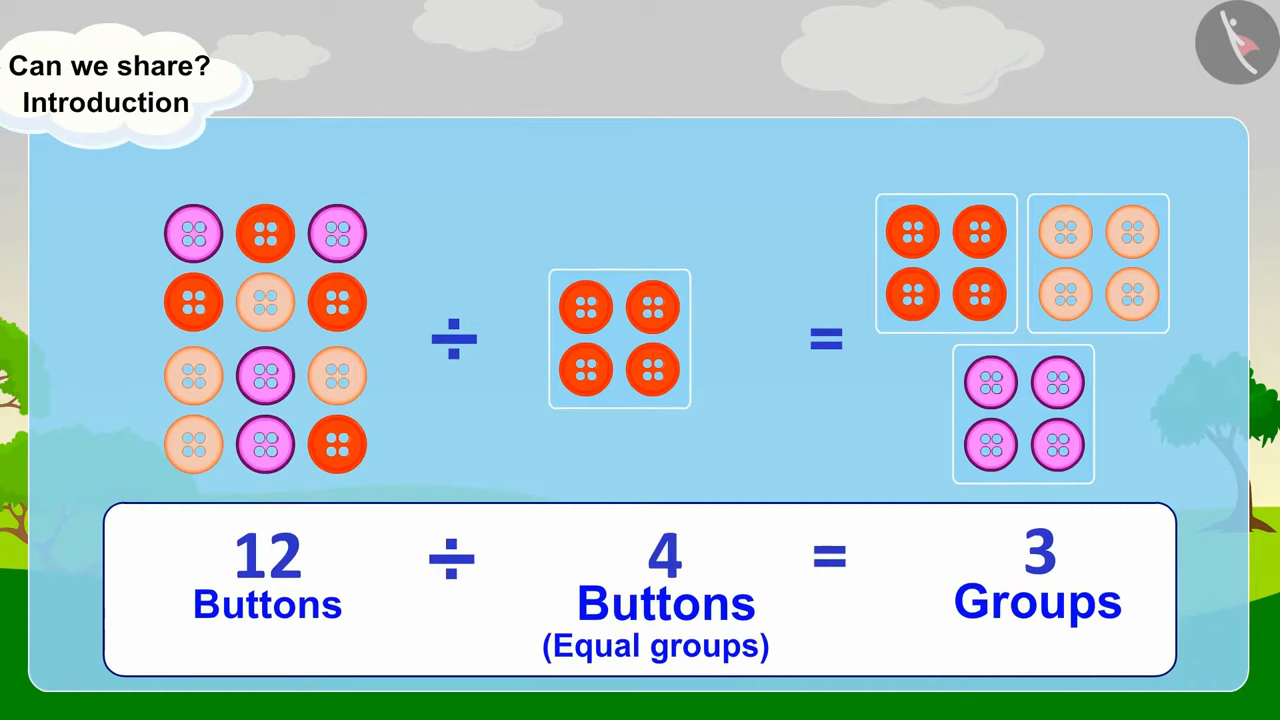 Can we share?
Introduction
÷ =
12 ÷ 4 = 3
Buttons Buttons Groups
(Equal groups)